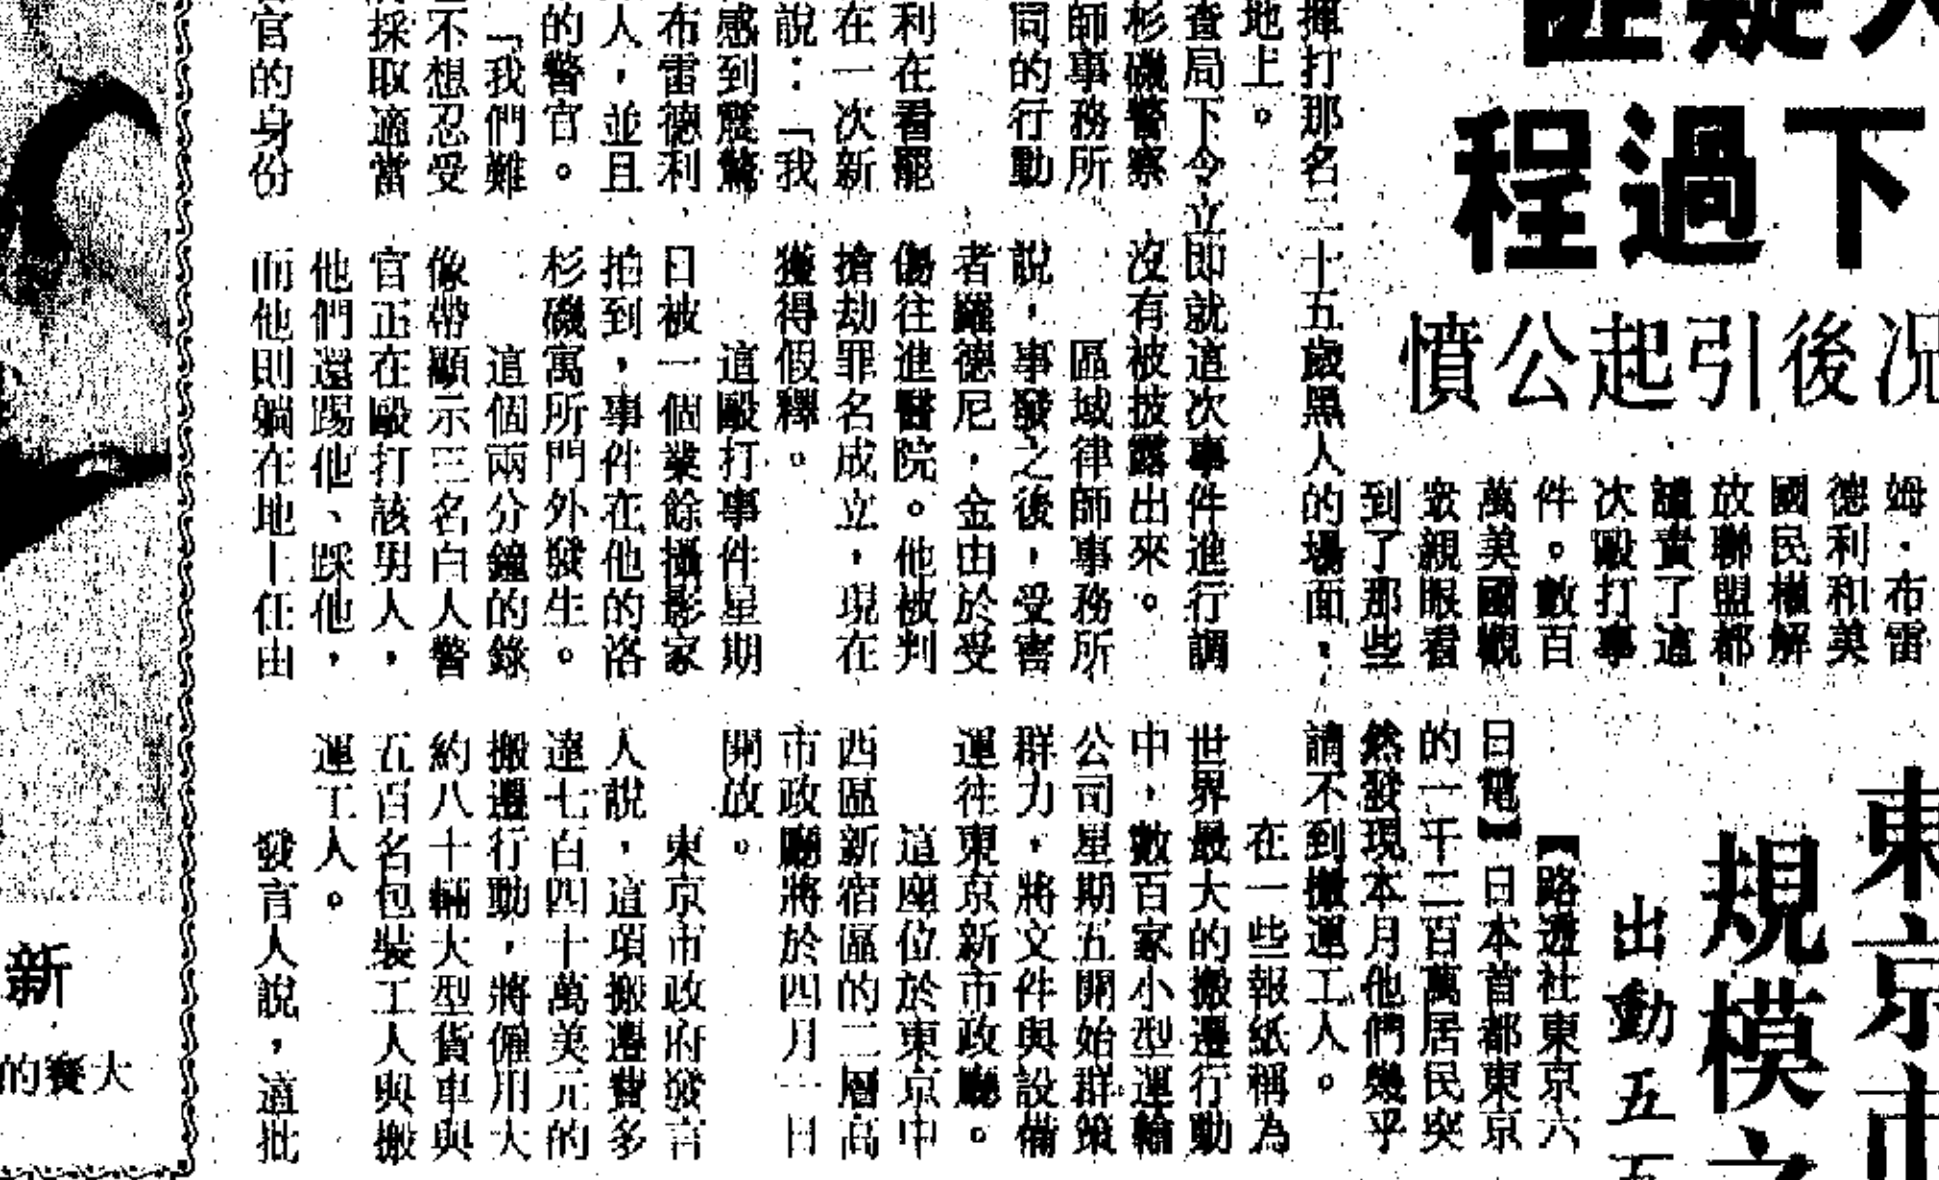 下過程
况後引起公憤
揮打那名
地上。
查局下令立
杉磯警察
師事務所
同的行動
利在看罷
在一次新
說：「我
感到震驚
布雷德利
人，並且
的警官。
「我們難
不想忍受
採取適當
官的身份
姆·布雷
德利和美
國民權解
放聯盟都
譴責了這
次毆打事
件。數百
萬美國觀
眾親眼看
到了那些
二十五歲黑人的場面，
即就這次事件進行調
沒有被披露出來。
區域律師師事務所
說，事發之後，受害
者羅德尼·金由於受
傷往進醫院。他被判
搶劫罪名成立，現在
獲得假釋。
這毆打事件星期
日被一個業餘攝影家
拍到，事件在他的洛
杉磯寓所門外發生。
這個兩分鐘的錄
像帶顯示三名白人警
官正在毆打該男人，
他們還踢他、踩他，
而他則躺在地上任由
東京市
規模之
出動五百
【路透社東京六
日電】日本首都東京
的一千二百萬居民突
然發現本月他們幾乎
請不到搬運工人。
在一些報紙稱為
世界最大的搬遷行動
中，數百家小型運輸
公司星期五開始群策
群力，將文件與設備
運往東京新市政廳。
這座位於東京中
西區新宿區的二層高
市政廳將於四月一日
開放。
東京市政府發言
人說，這項搬遷費多
達七百四十萬美元的
搬遷行動，將僱用大
約八十輛大型貨車與
五百名包裝工人與搬
運工人。
發言人說，這批
新
大賽的